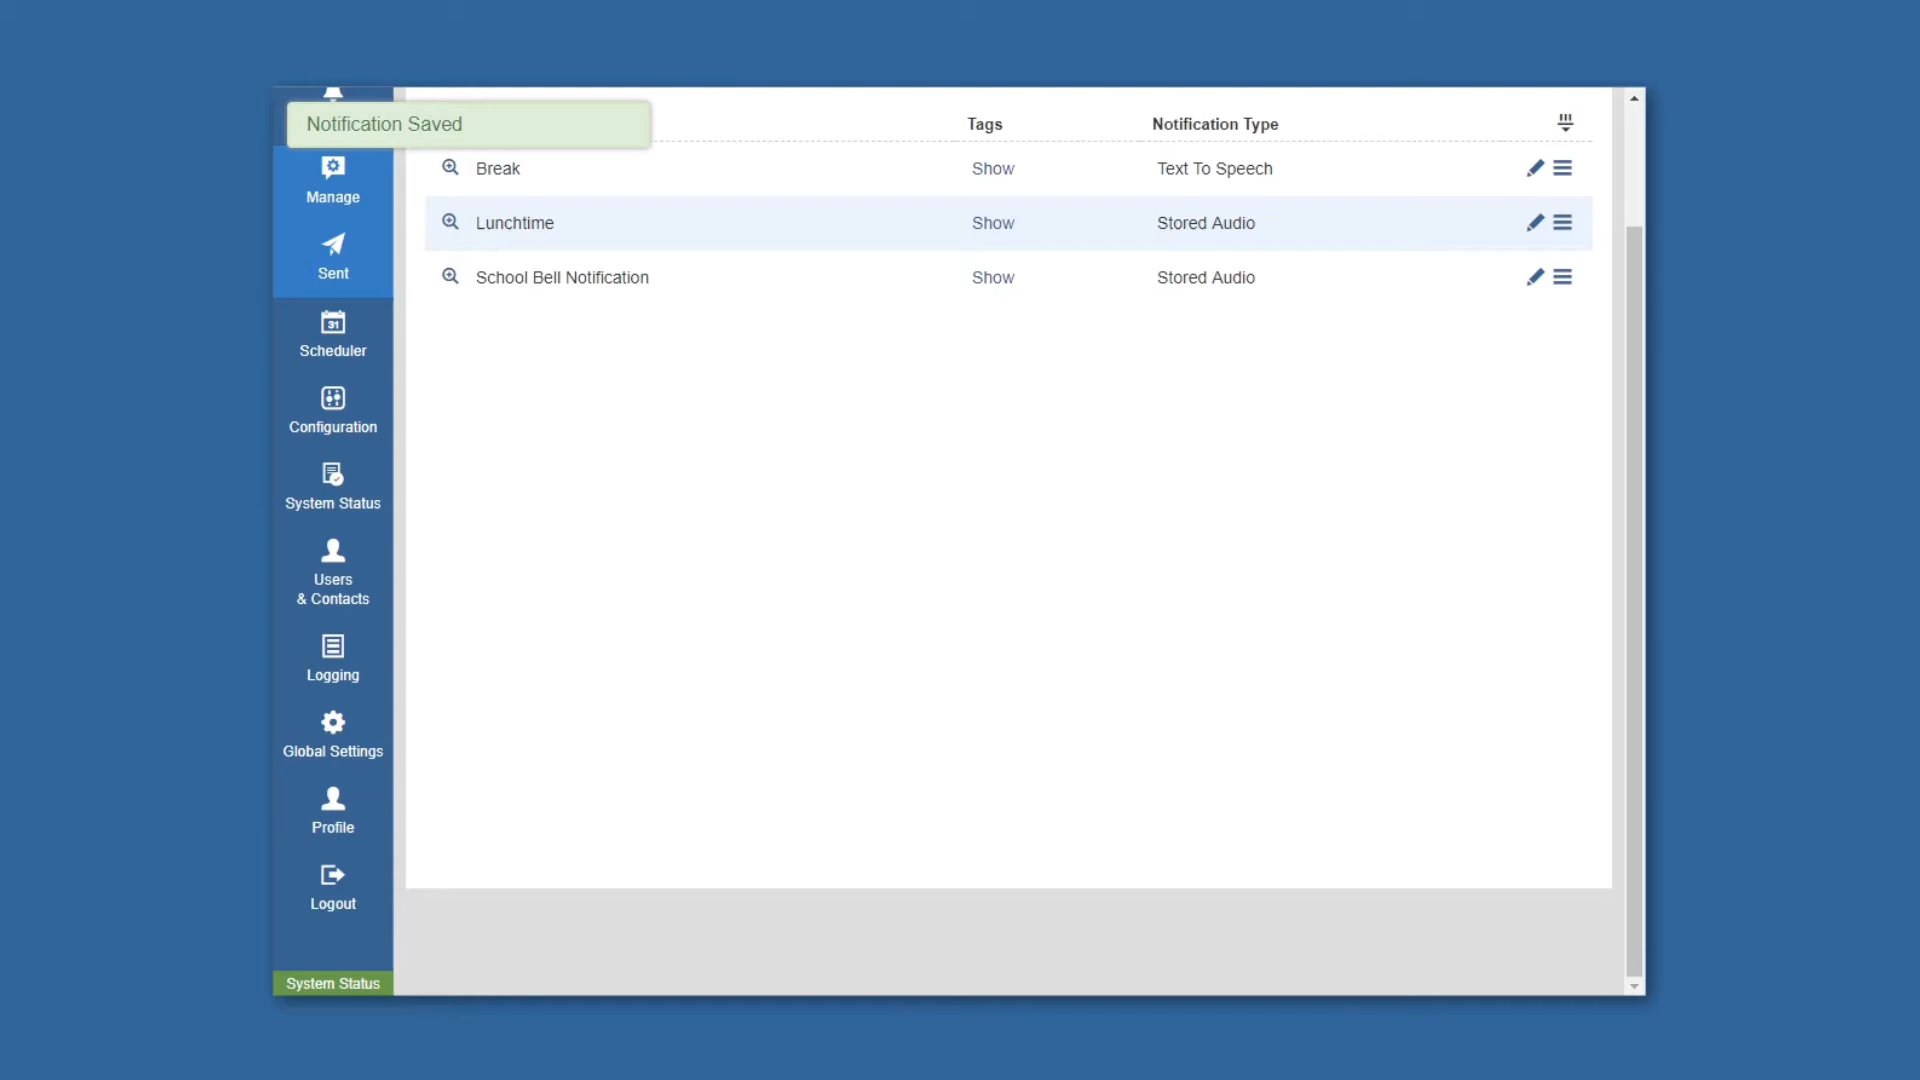 Notification Saved
Tags
Notification Type
Manage
Break
Show
Text To Speech
Lunchtime
Show
Stored Audio
Sent
School Bell Notification
Show
Stored Audio
31
Scheduler
Configuration
System Status
Users
& Contacts
Logging
Global Settings
Profile
Logout
System Status